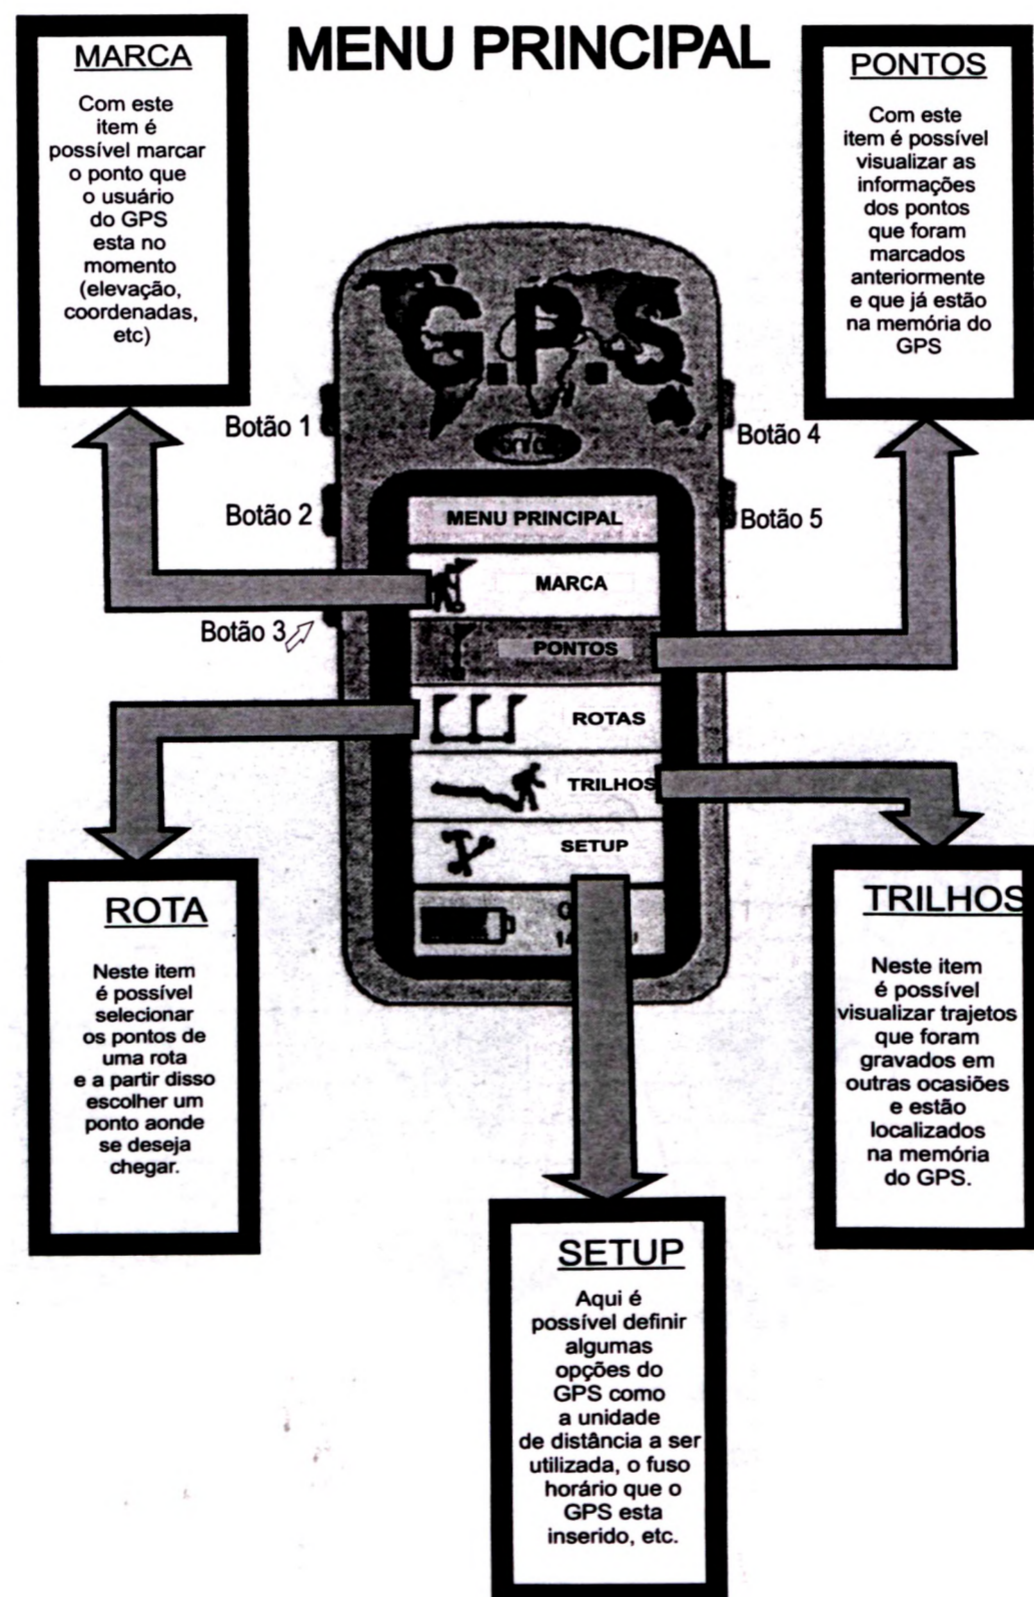 MENU PRINCIPAL
MARCA
Com este
item é
possível marcar
o ponto que
o usuário
do GPS
esta no
momento
(elevação,
coordenadas,
etc)
PONTOS
Com este
item é possível
visualizar as
informações
dos pontos
que foram
marcados
anteriormente
e que já estão
na memória do
GPS
G.P.S
Botão 1
Botão 2
Botão 3
Botão 4
Botão 5
MENU PRINCIPAL
MARCA
PONTOS
ROTAS
TRILHOS
SETUP
ROTA
Neste item
é possível
selecionar
os pontos de
uma rota
e a partir disso
escolher um
ponto aonde
se deseja
chegar.
TRILHOS
Neste item
é possível
visualizar trajetos
que foram
gravados em
outras ocasiões
e estão
localizados
na memória
do GPS.
SETUP
Aqui é
possível definir
algumas
opções do
GPS como
a unidade
de distância a ser
utilizada, o fuso
horário que o
GPS esta
inserido, etc.